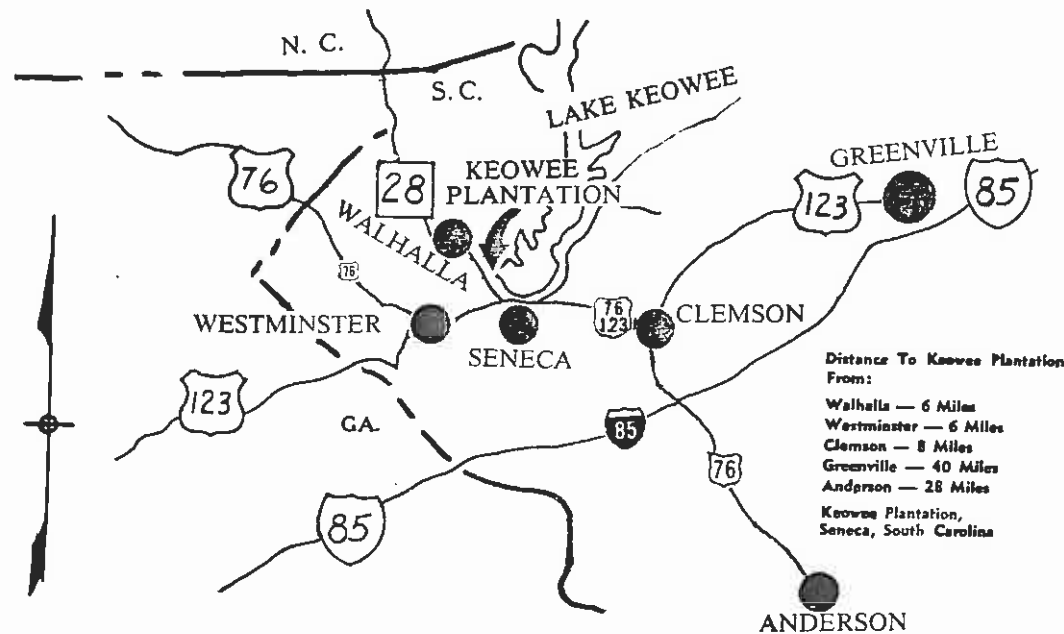 N. C.
S. C.
LAKE KEOWEE
KEOWEE
PLANTATION
GREENVILLE
76
28
123
85
WALHALLA
76
WESTMINSTER
SENECA
76
123
CLEMSON
123
GA.
85
76
85
ANDERSON
Distance To Keowee Plantation
From:
Walhalla — 6 Miles
Westminster — 6 Miles
Clemson — 8 Miles
Greenville — 40 Miles
Anderson — 28 Miles
Keowee Plantation,
Seneca, South Carolina